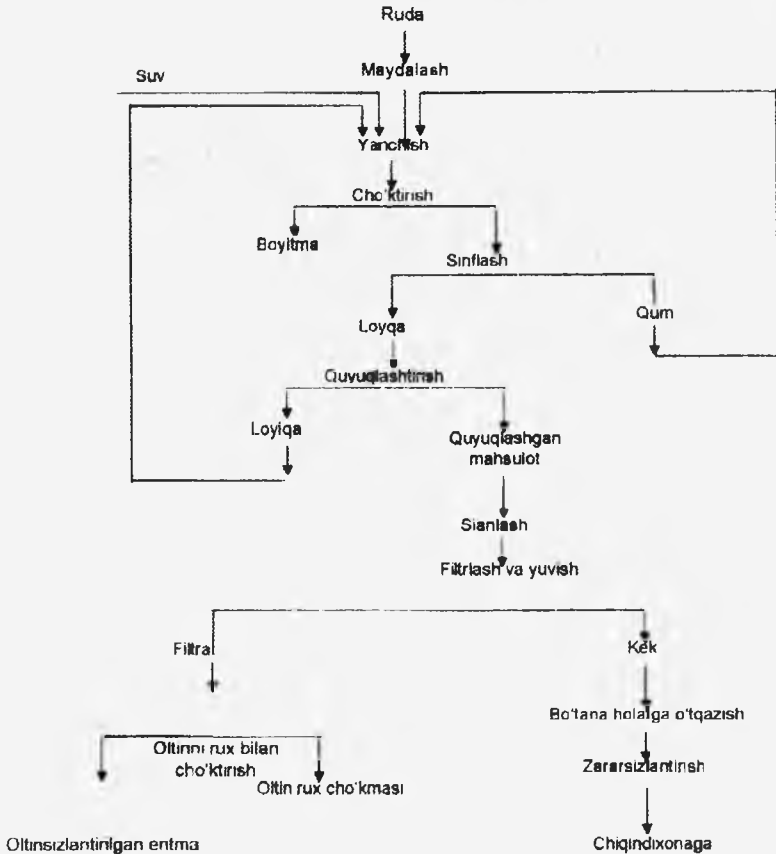 Ruda
Maydalash
Suv
Yanchish
Cho'ktirish
Boyitma
Sinflash
Loyqa
Qum
Quyuqlashtirish
Loyiqa
Quyuqlashgan
mahsulot
Sianlash
Filtrlash va yuvish
Filtra
Kek
Bo'tana holatga o'tqazish
Oltinni rux bilan
cho'ktirish
Oltin rux cho'kmasi
Zararsizlantirish
Oltinsizlantirilgan eritma
Chiqindixonaga